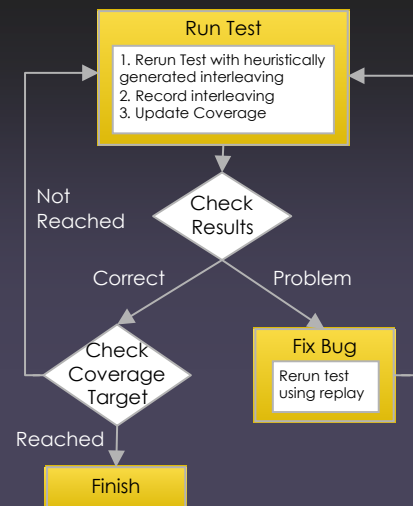 Run Test
1. Rerun Test with heuristically
generated interleaving
2. Record interleaving
3. Update Coverage
Not
Reached
Check
Results
Correct
Problem
Check
Coverage
Target
Fix Bug
Rerun test
using replay
Reached
Finish